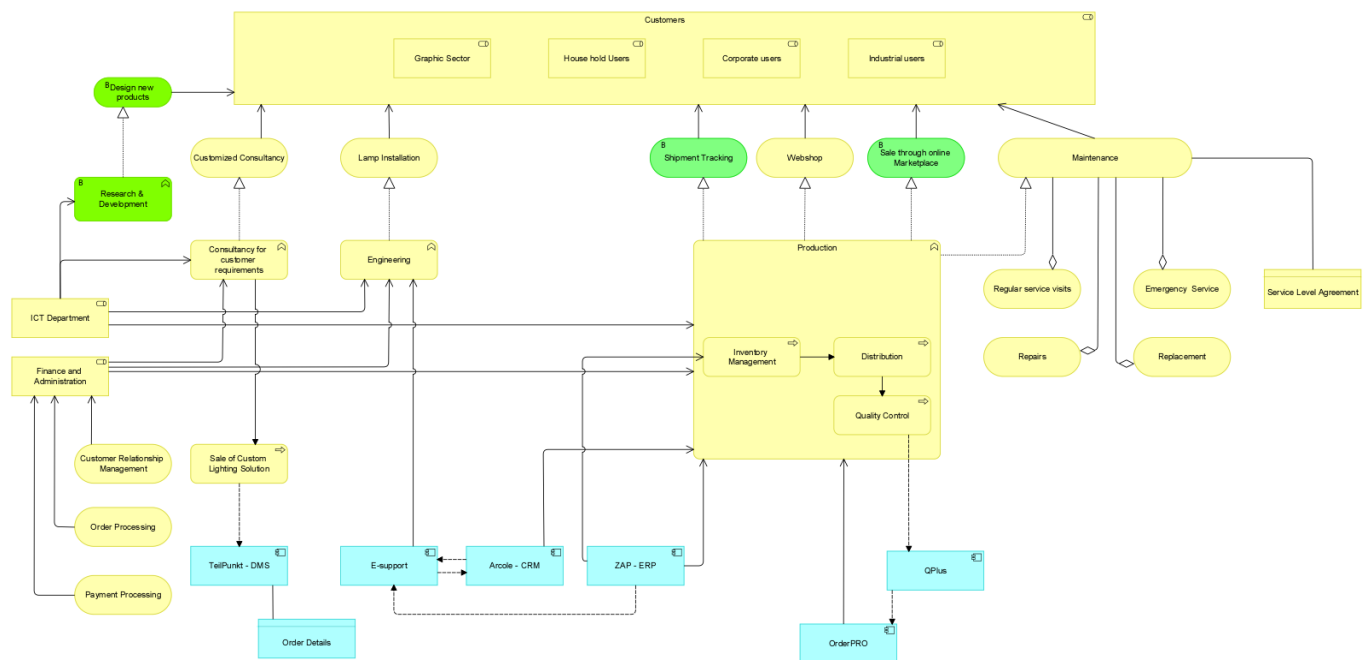 Customers
Graphic Sector
House hold Users
Corporate users
Industrial users
B
Design new
products
Customized Consultancy
Lamp Installation
B
Shipment Tracking
Webshop
B
Sale through online
Marketplace
Maintenance
B
Research &
Development
Consultancy for
customer
requirements
Engineering
Production
Regular service visits
Emergency  Service
Service Level Agreement
ICT Department
Inventory
Management
Distribution
Repairs
Replacement
Finance and
Administration
Quality Control
Customer Relationship
Management
Sale of Custom
Lighting Solution
Order Processing
TeilPunkt - DMS
E-support
Arcole - CRM
ZAP - ERP
QPlus
Payment Processing
Order Details
OrderPRO